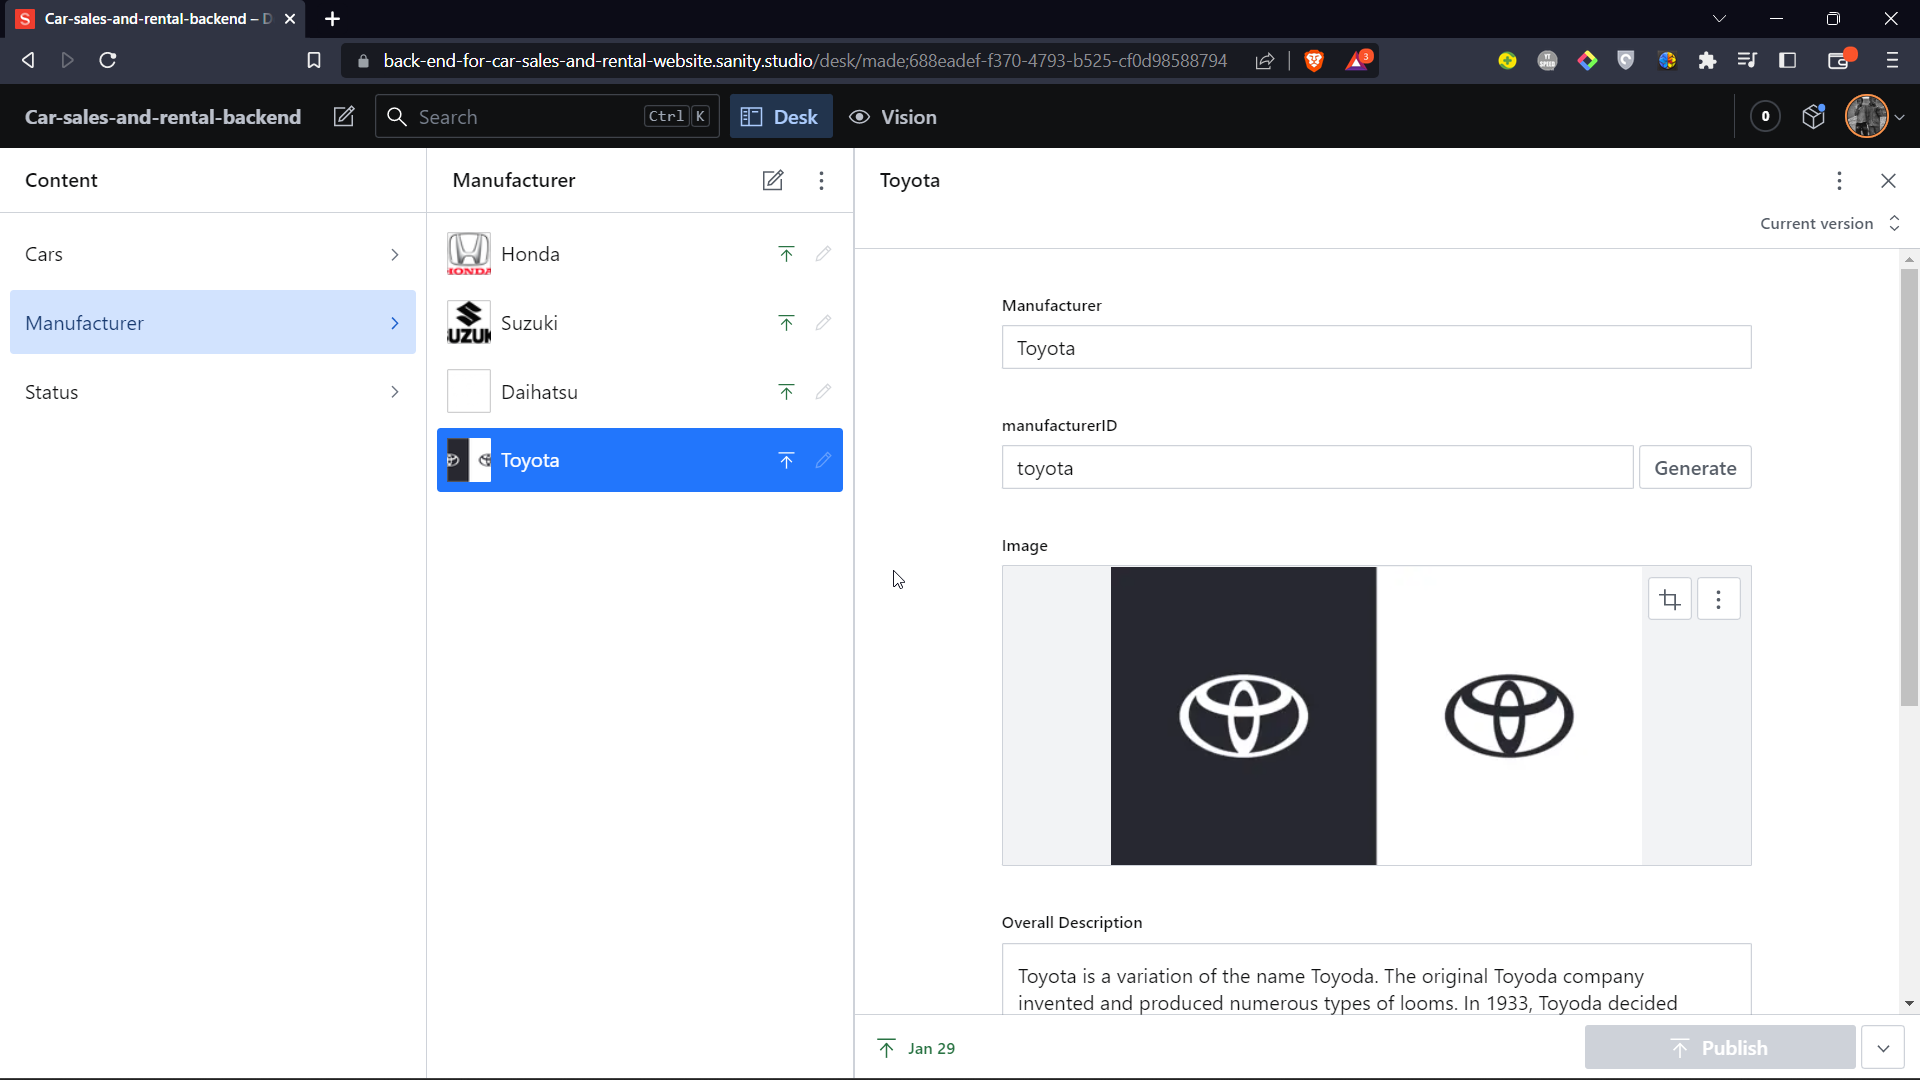 Car-sales-and-rental-backend – D
back-end-for-car-sales-and-rental-website.sanity.studio/desk/made;688eadef-f370-4793-b525-cf0d98588794
3
Car-sales-and-rental-backend
Search
Ctrl K
Desk
Vision
0
Content
Manufacturer
Toyota
Current version
Cars
Manufacturer
Status
HONDA
Honda
Suzuki
Daihatsu
Toyota
Manufacturer
Toyota
manufacturerID
toyota
Generate
Image
Overall Description
Toyota is a variation of the name Toyoda. The original Toyoda company
invented and produced numerous types of looms. In 1933, Toyoda decided
Jan 29
Publish